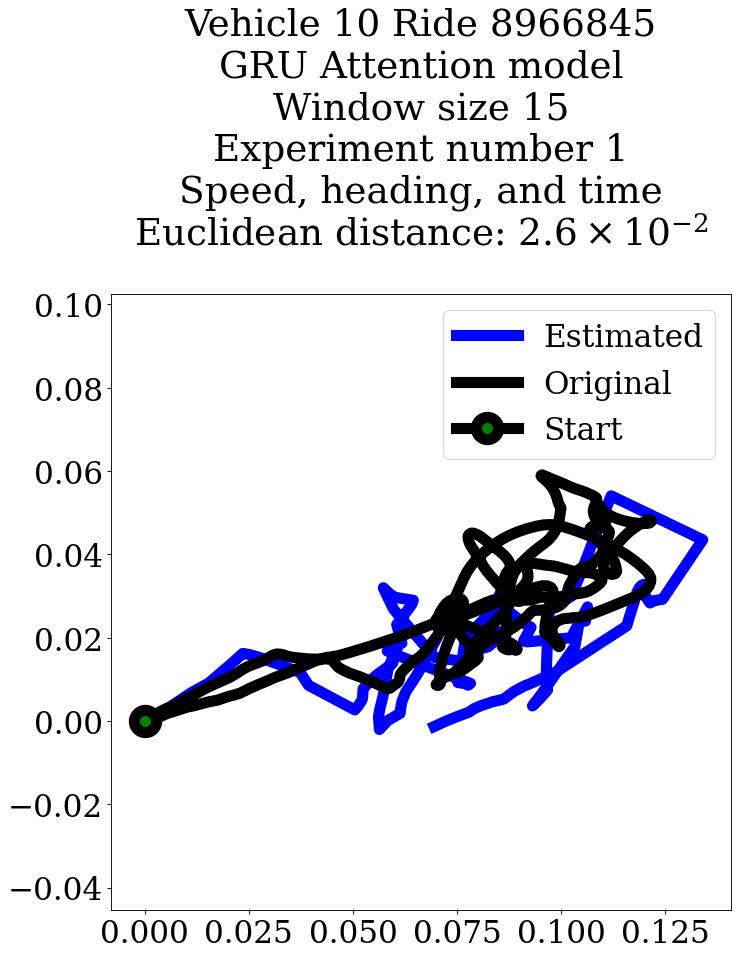 Vehicle 10 Ride 8966845
GRU Attention model
Window size 15
Experiment number 1
Speed, heading, and time
Euclidean distance: 2.6 × 10⁻²
Estimated
Original
Start
0.10
0.08
0.06
0.04
0.02
0.00
−0.02
−0.04
0.000 0.025 0.050 0.075 0.100 0.125